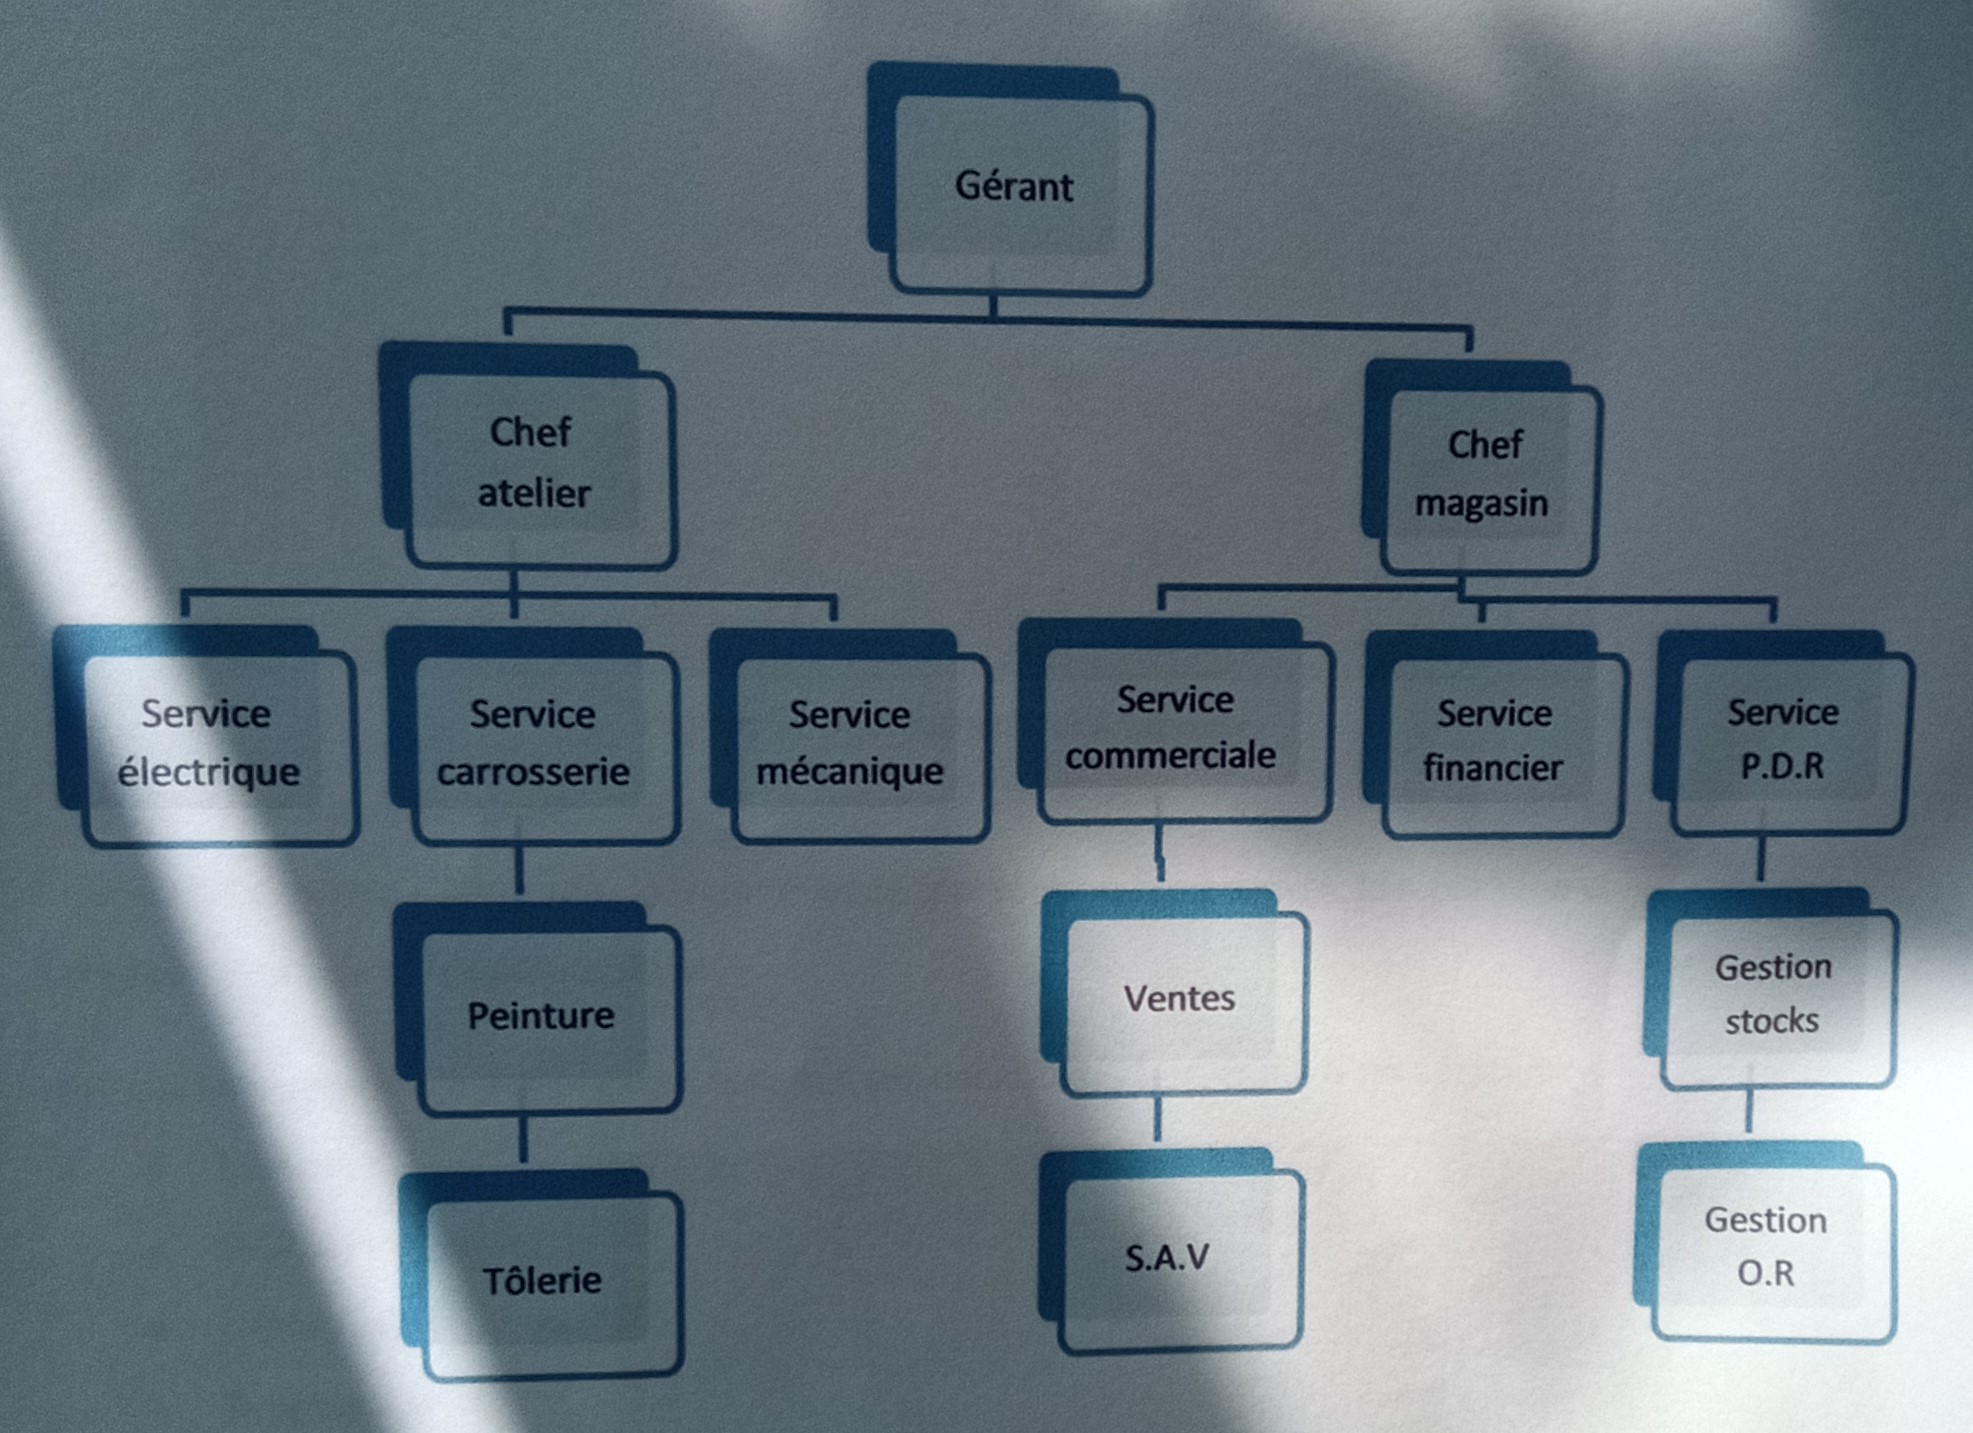 Gérant
Chef
atelier
Chef
magasin
Service
électrique
Service
carrosserie
Service
mécanique
Service
commerciale
Service
financier
Service
P.D.R
Peinture
Ventes
Gestion
stocks
Tôlerie
S.A.V
Gestion
O.R